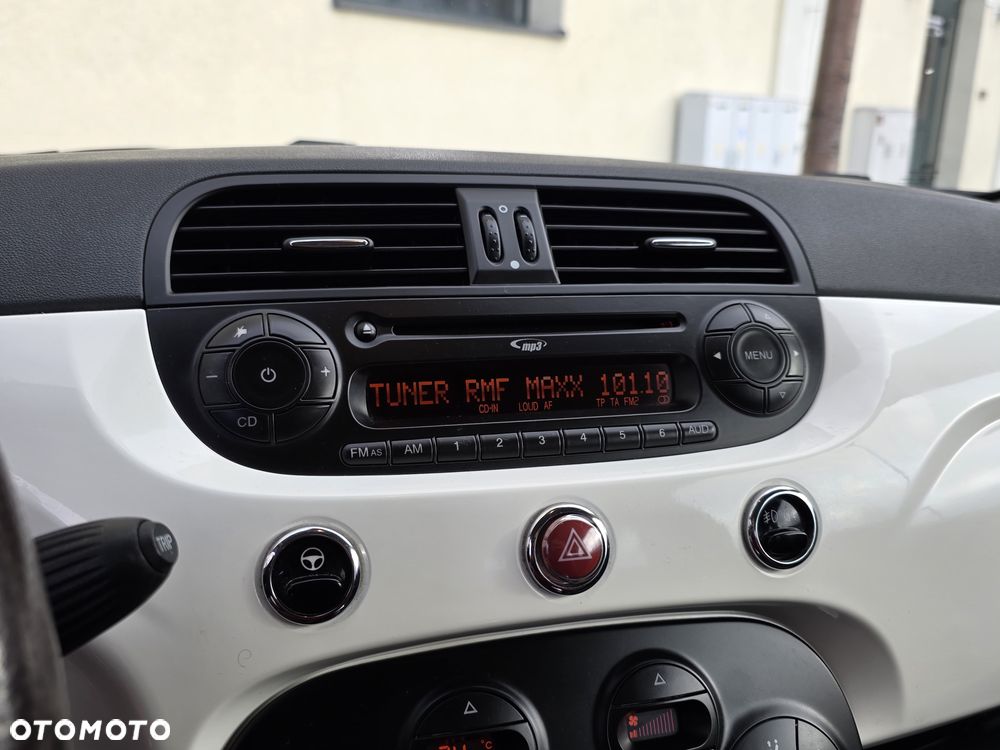 mp3
MENU
TUNER RMF MAXX 101.10
CD-IN LOUD AF TP TA FM2
− +
CD
FM AS AM 1 2 3 4 5 6 AUD
TRIP
°C
OTOMOTO